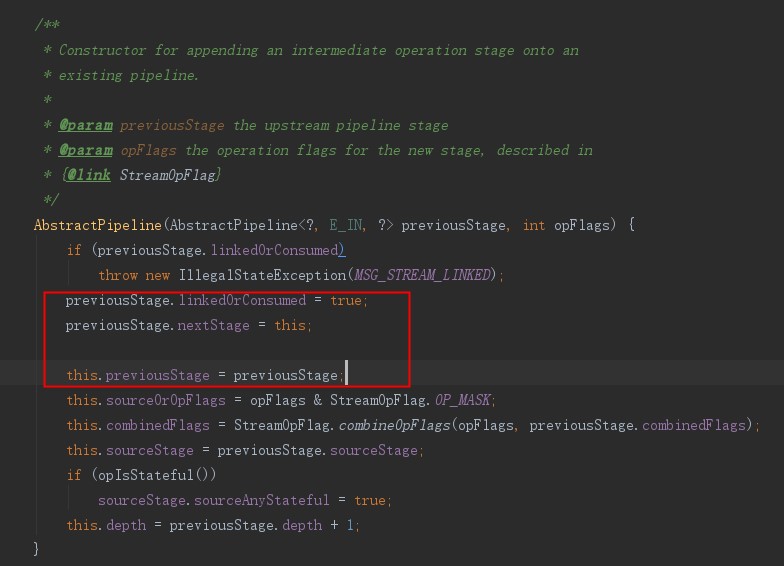 /**
 * Constructor for appending an intermediate operation stage onto an
 * existing pipeline.
 *
 * @param previousStage the upstream pipeline stage
 * @param opFlags the operation flags for the new stage, described in
 * {@link StreamOpFlag}
 */
AbstractPipeline(AbstractPipeline<?, E_IN, ?> previousStage, int opFlags) {
    if (previousStage.linkedOrConsumed)
        throw new IllegalStateException(MSG_STREAM_LINKED);
    previousStage.linkedOrConsumed = true;
    previousStage.nextStage = this;

    this.previousStage = previousStage;
    this.sourceOrOpFlags = opFlags & StreamOpFlag.OP_MASK;
    this.combinedFlags = StreamOpFlag.combineOpFlags(opFlags, previousStage.combinedFlags);
    this.sourceStage = previousStage.sourceStage;
    if (opIsStateful())
        sourceStage.sourceAnyStateful = true;
    this.depth = previousStage.depth + 1;
}